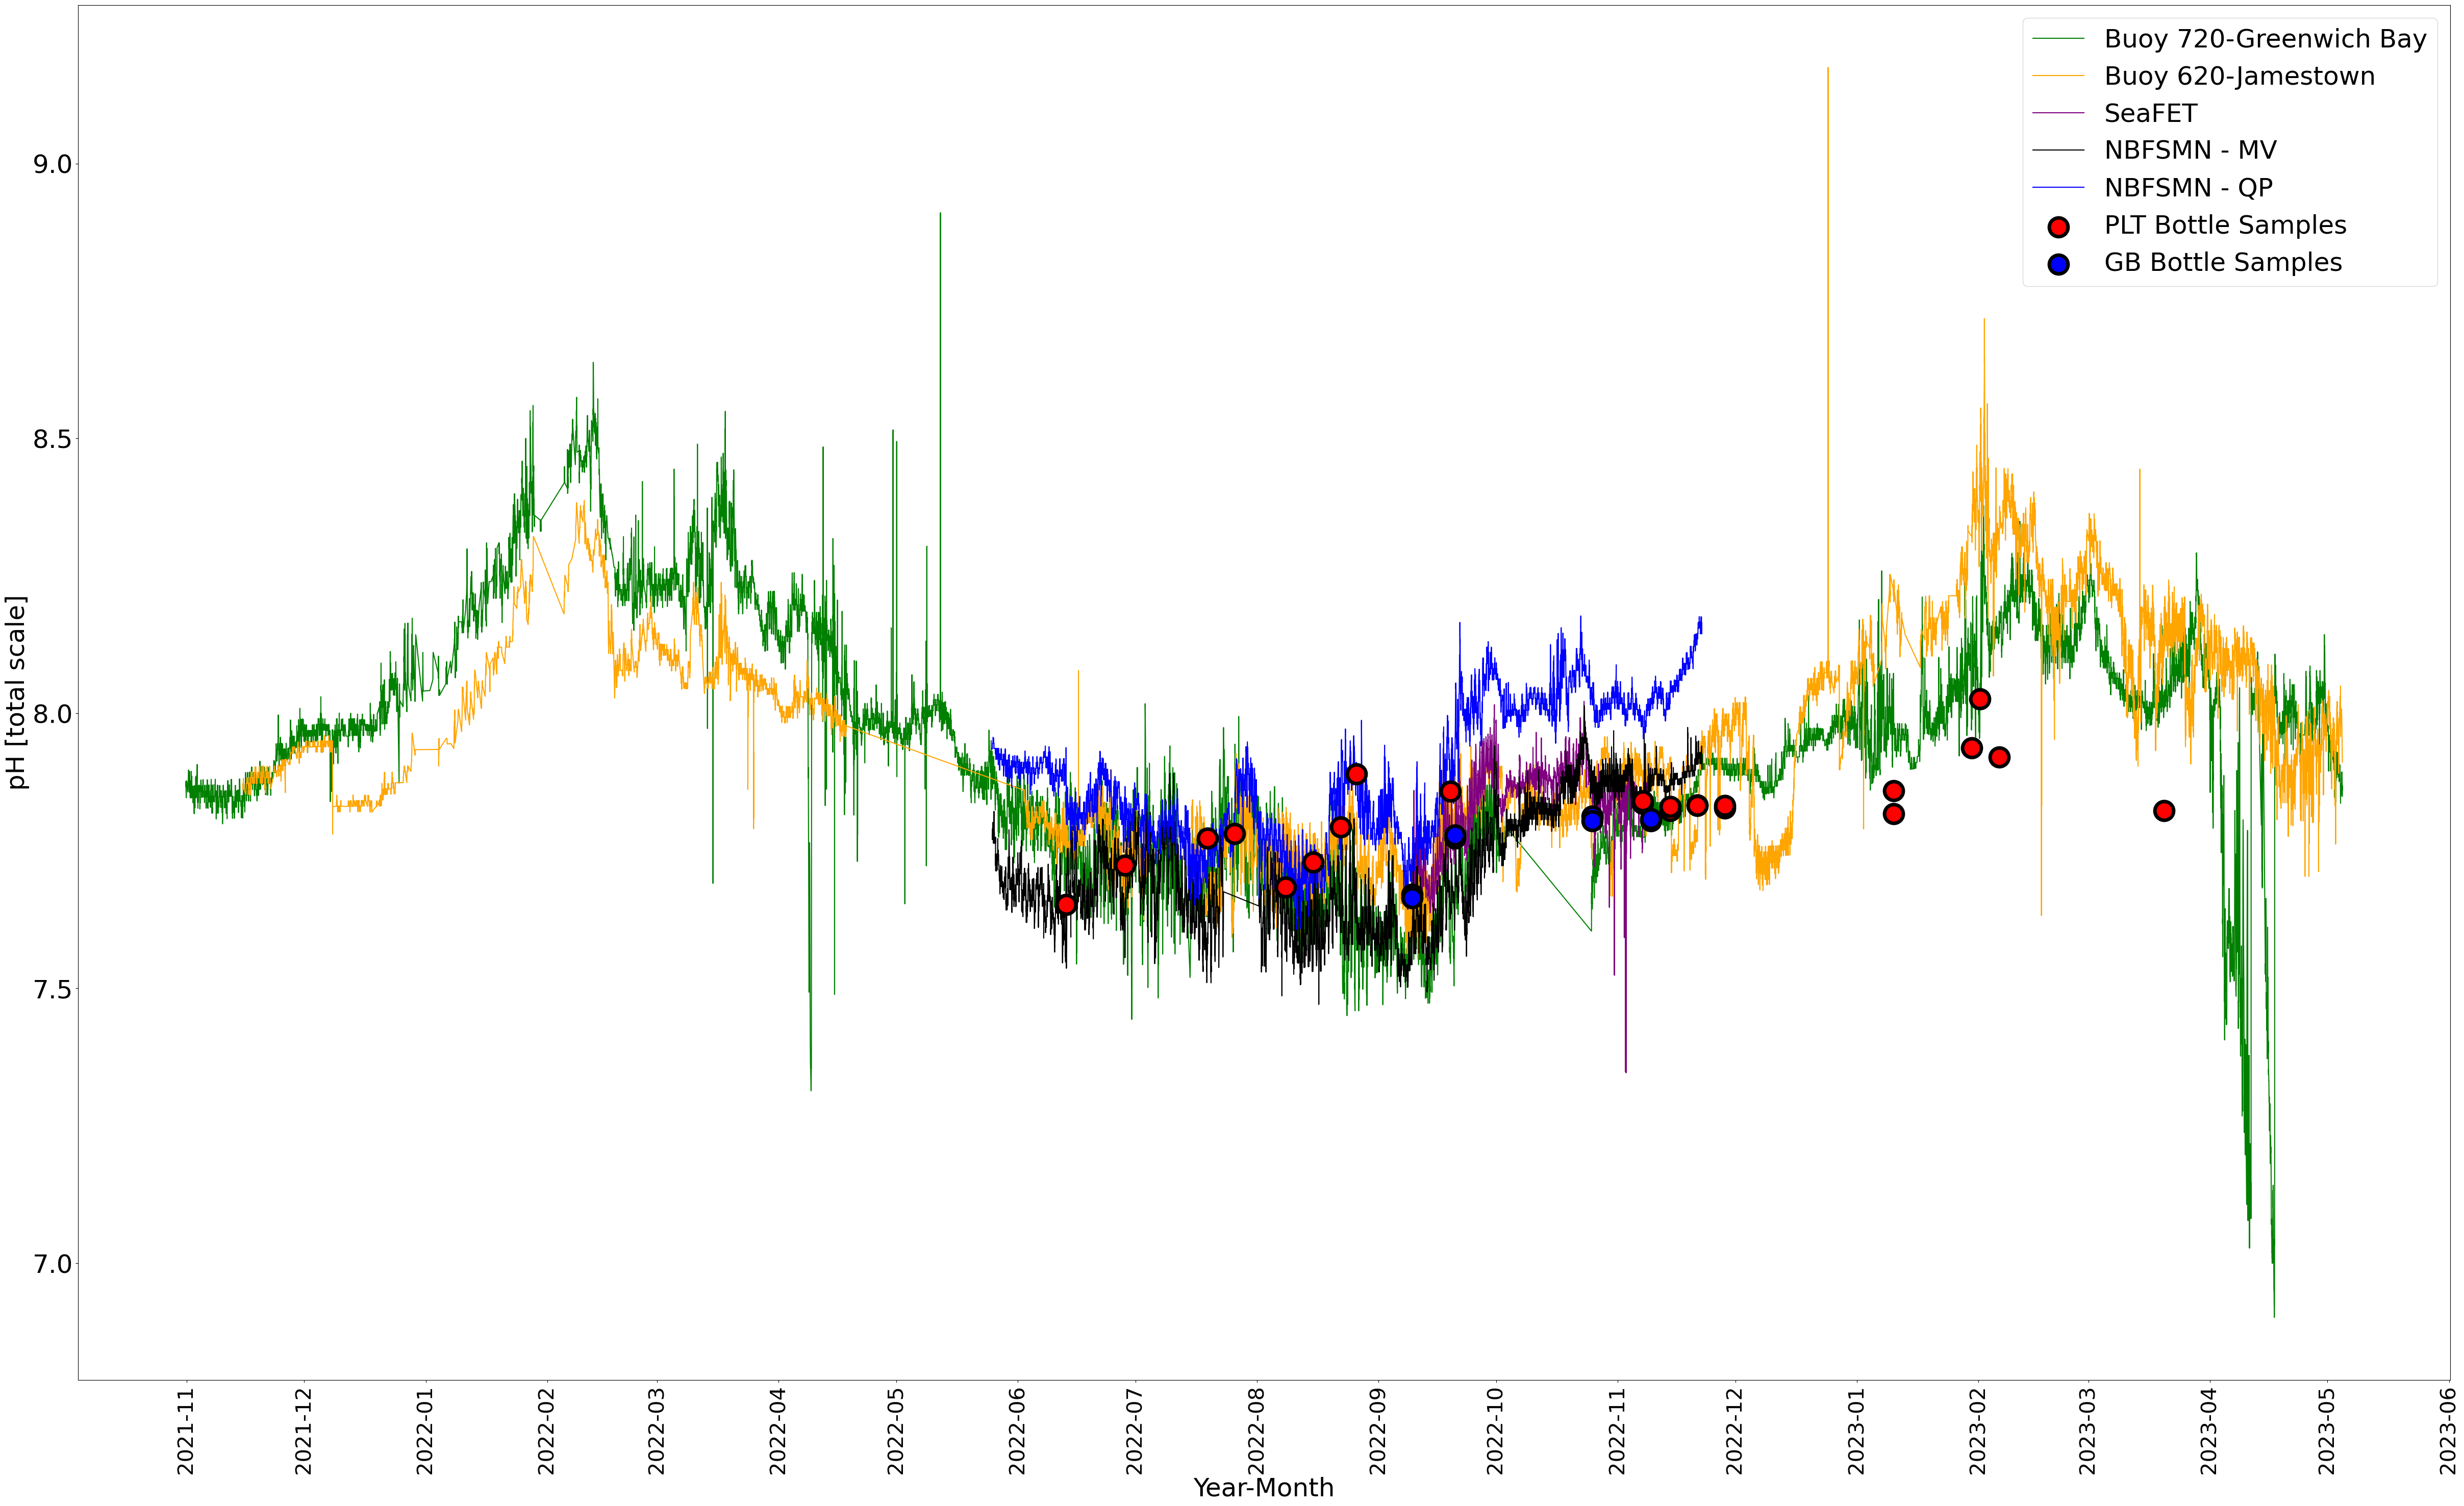 Buoy 720-Greenwich Bay
Buoy 620-Jamestown
SeaFET
NBFSMN - MV
NBFSMN - QP
PLT Bottle Samples
GB Bottle Samples
pH [total scale]
9.0
8.5
8.0
7.5
7.0
2021-11
2021-12
2022-01
2022-02
2022-03
2022-04
2022-05
2022-06
2022-07
2022-08
2022-09
2022-10
2022-11
2022-12
2023-01
2023-02
2023-03
2023-04
2023-05
2023-06
Year-Month